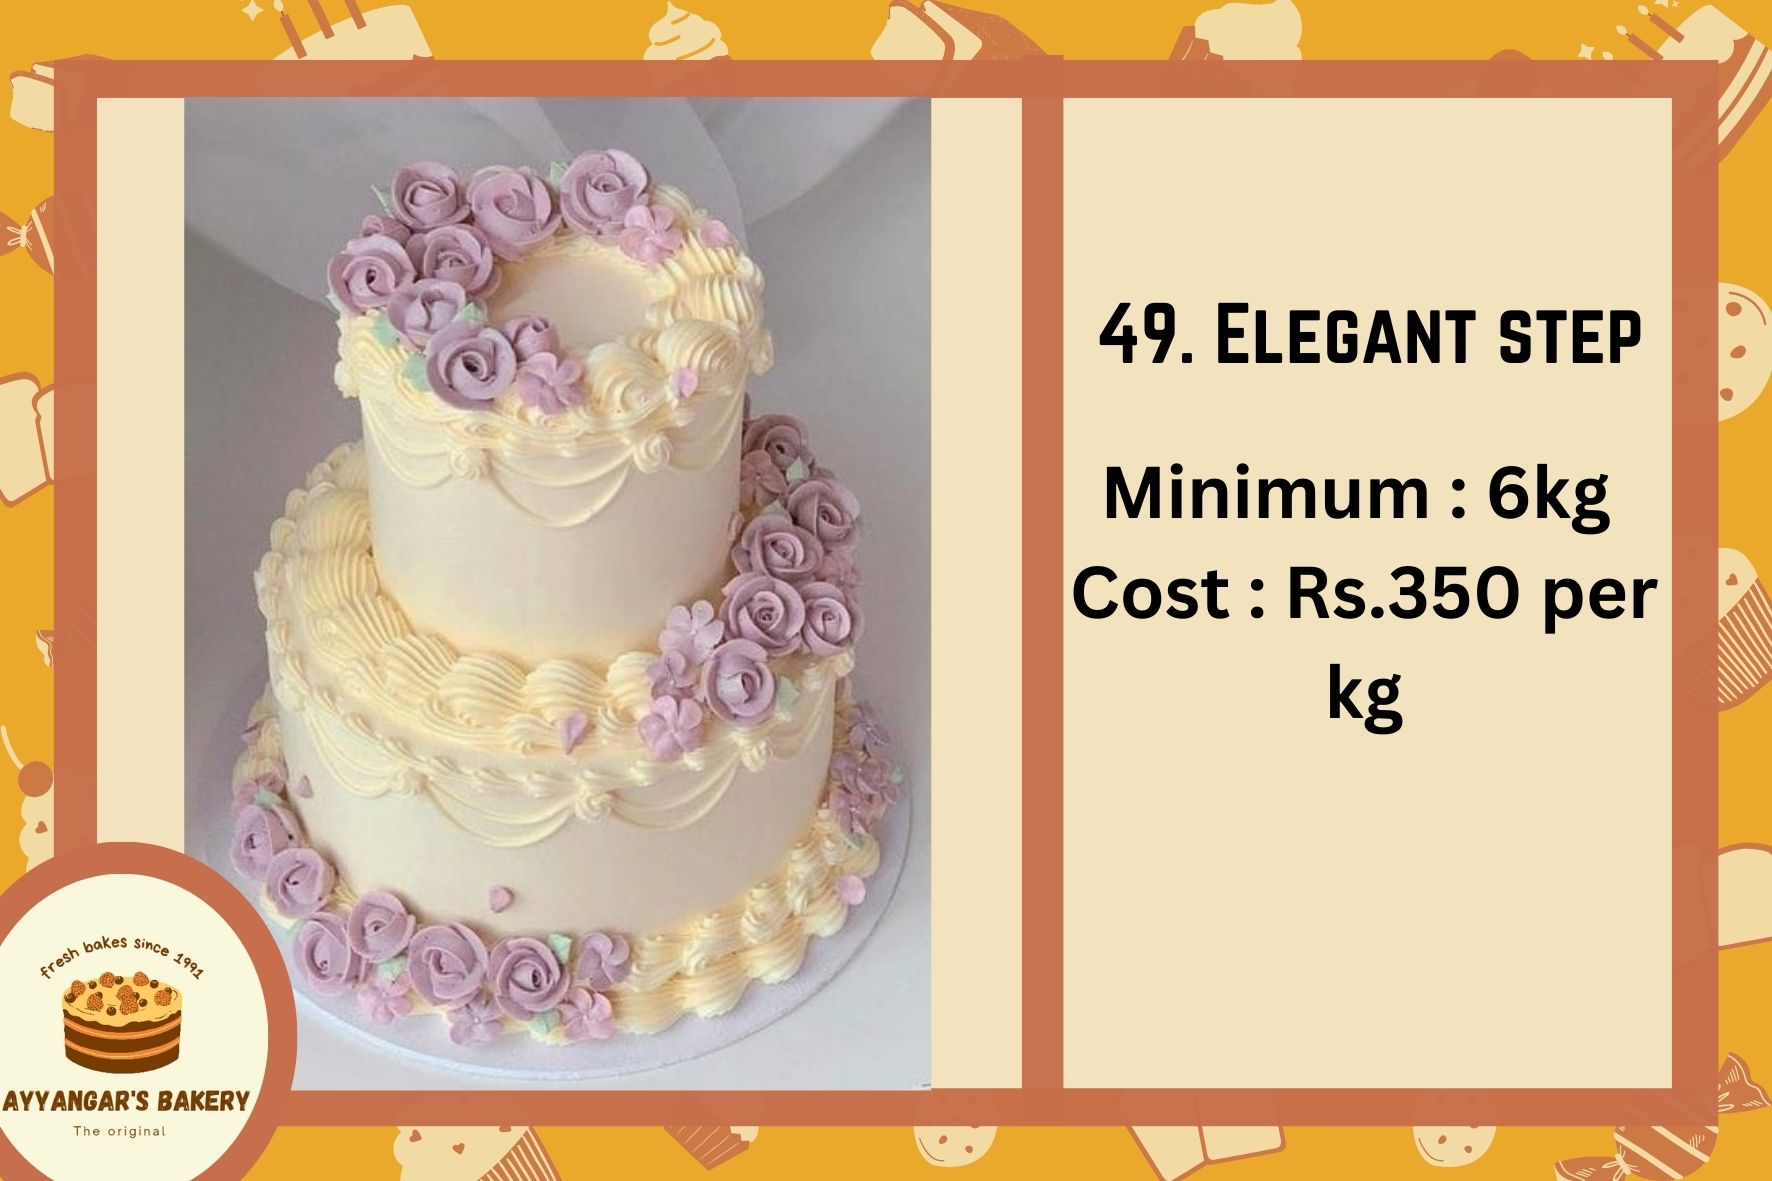 49. ELEGANT STEP
Minimum : 6kg
Cost : Rs.350 per
kg
fresh bakes since 1991
AYYANGAR'S BAKERY
The original